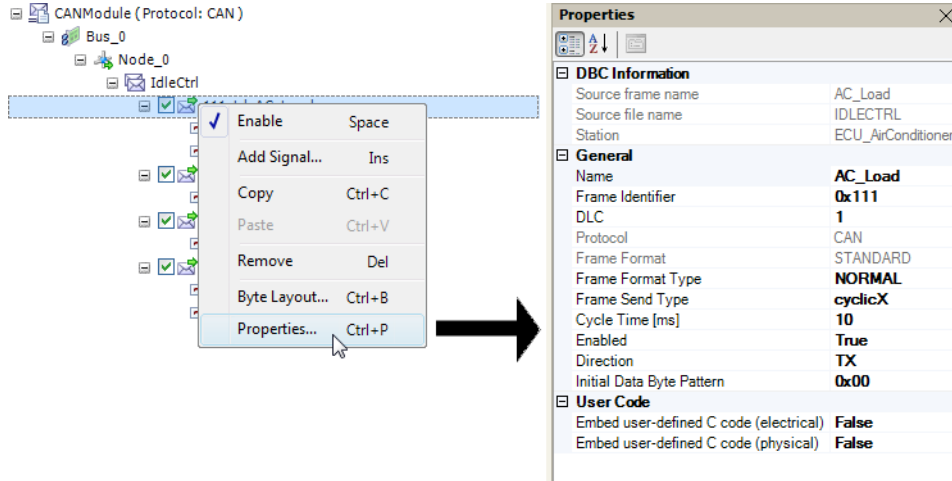 CANModule ( Protocol: CAN )
Bus_0
Node_0
IdleCtrl
Enable Space
Add Signal... Ins
Copy Ctrl+C
Paste Ctrl+V
Remove Del
Byte Layout... Ctrl+B
Properties... Ctrl+P
Properties
DBC Information
Source frame name AC_Load
Source file name IDLECTRL
Station ECU_AirConditioner
General
Name AC_Load
Frame Identifier 0x111
DLC 1
Protocol CAN
Frame Format STANDARD
Frame Format Type NORMAL
Frame Send Type cyclicX
Cycle Time [ms] 10
Enabled True
Direction TX
Initial Data Byte Pattern 0x00
User Code
Embed user-defined C code (electrical) False
Embed user-defined C code (physical) False